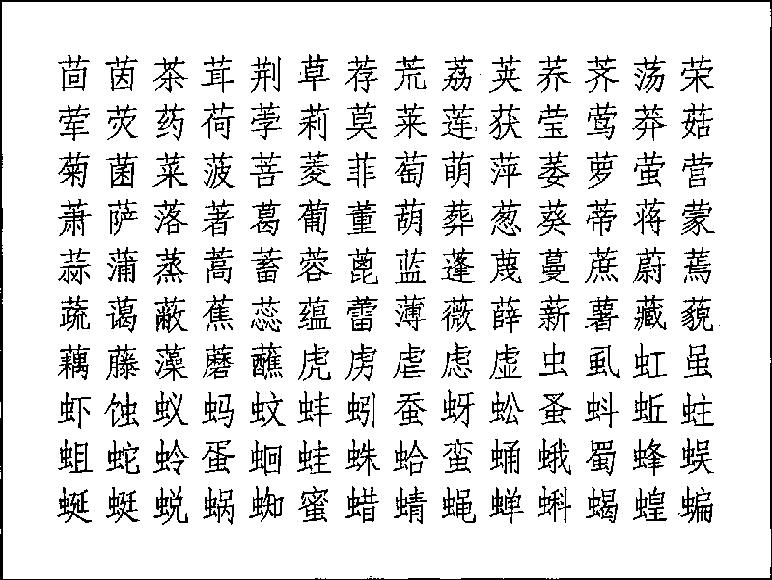 茴茵茶茸荆草荐荒荔荚荞荠荡荣
荤荧药荷荸莉莫莱莲获莹莺莽菇
菊菌菜菠菩菱菲萄萌萍萎萝萤营
萧萨落著葛葡董葫葬葱葵蒂蒋蒙
蒜蒲蒸蒿蓄蓉蓖蓝蓬蔑蔓蔗蔚蔫
蔬蔼蔽蕉蕊蕴蕾薄薇薛薪薯藏藐
藕藤藻蘑蘸虎虏虐虑虚虫虱虹虽
虾蚀蚁蚂蚊蚌蚓蚕蚜蚣蚤蚪蚯蛀
蛆蛇蛉蛋蛔蛙蛛蛤蛮蛹蛾蜀蜂蜈
蜒蜓蜕蜗蜘蜜蜡蜻蝇蝉蝌蝎蝗蝙